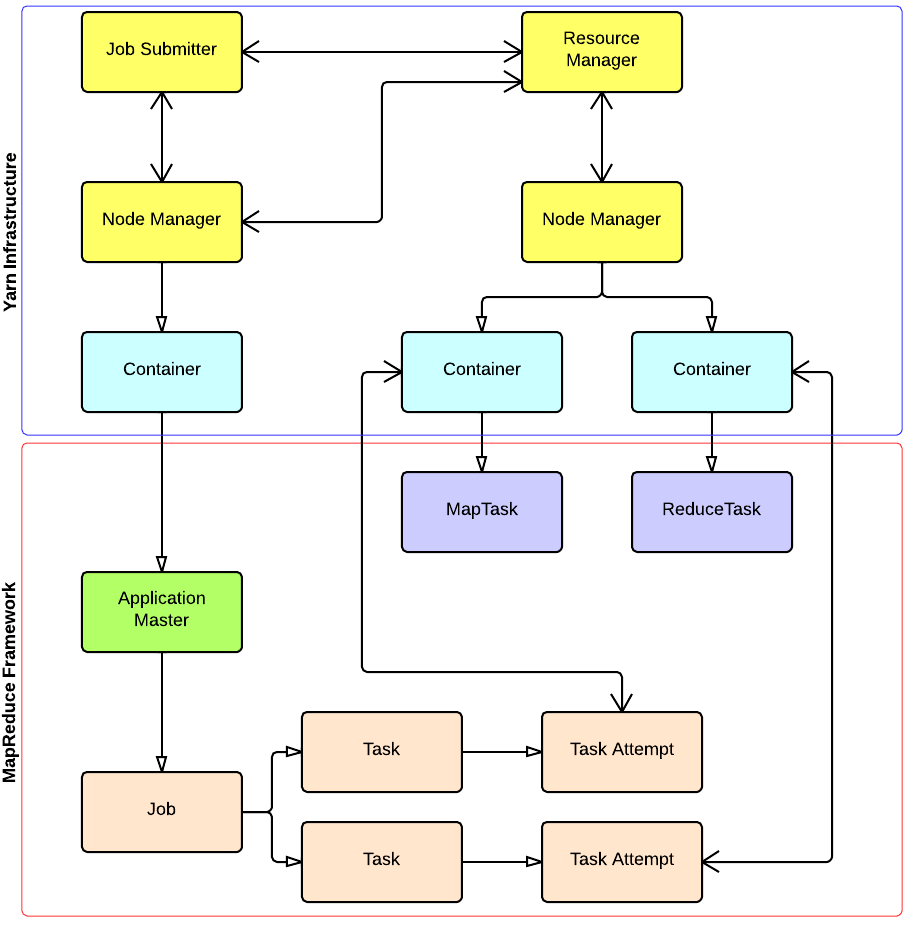 Yarn Infrastructure
Job Submitter
Resource
Manager
Node Manager
Node Manager
Container
Container
Container
MapReduce Framework
MapTask
ReduceTask
Application
Master
Task
Task Attempt
Job
Task
Task Attempt